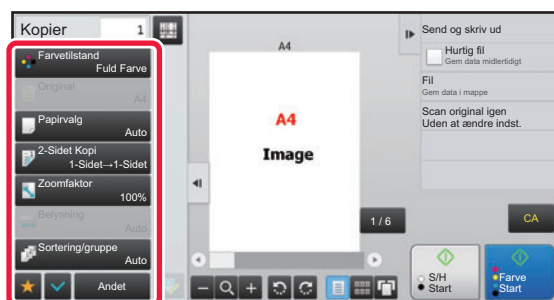 Kopier 1
Farvetilstand
Fuld Farve
Original
A4
Papirvalg
Auto
2-Sidet Kopi
1-Sidet→1-Sidet
Zoomfaktor
100%
Belysning
Auto
Sortering/gruppe
Auto
Andet
A4
A4
Image
1 / 6
Send og skriv ud
Hurtig fil
Gem data midlertidigt
Fil
Gem data i mappe
Scan original igen
Uden at ændre indst.
CA
S/H
Start
Farve
Start